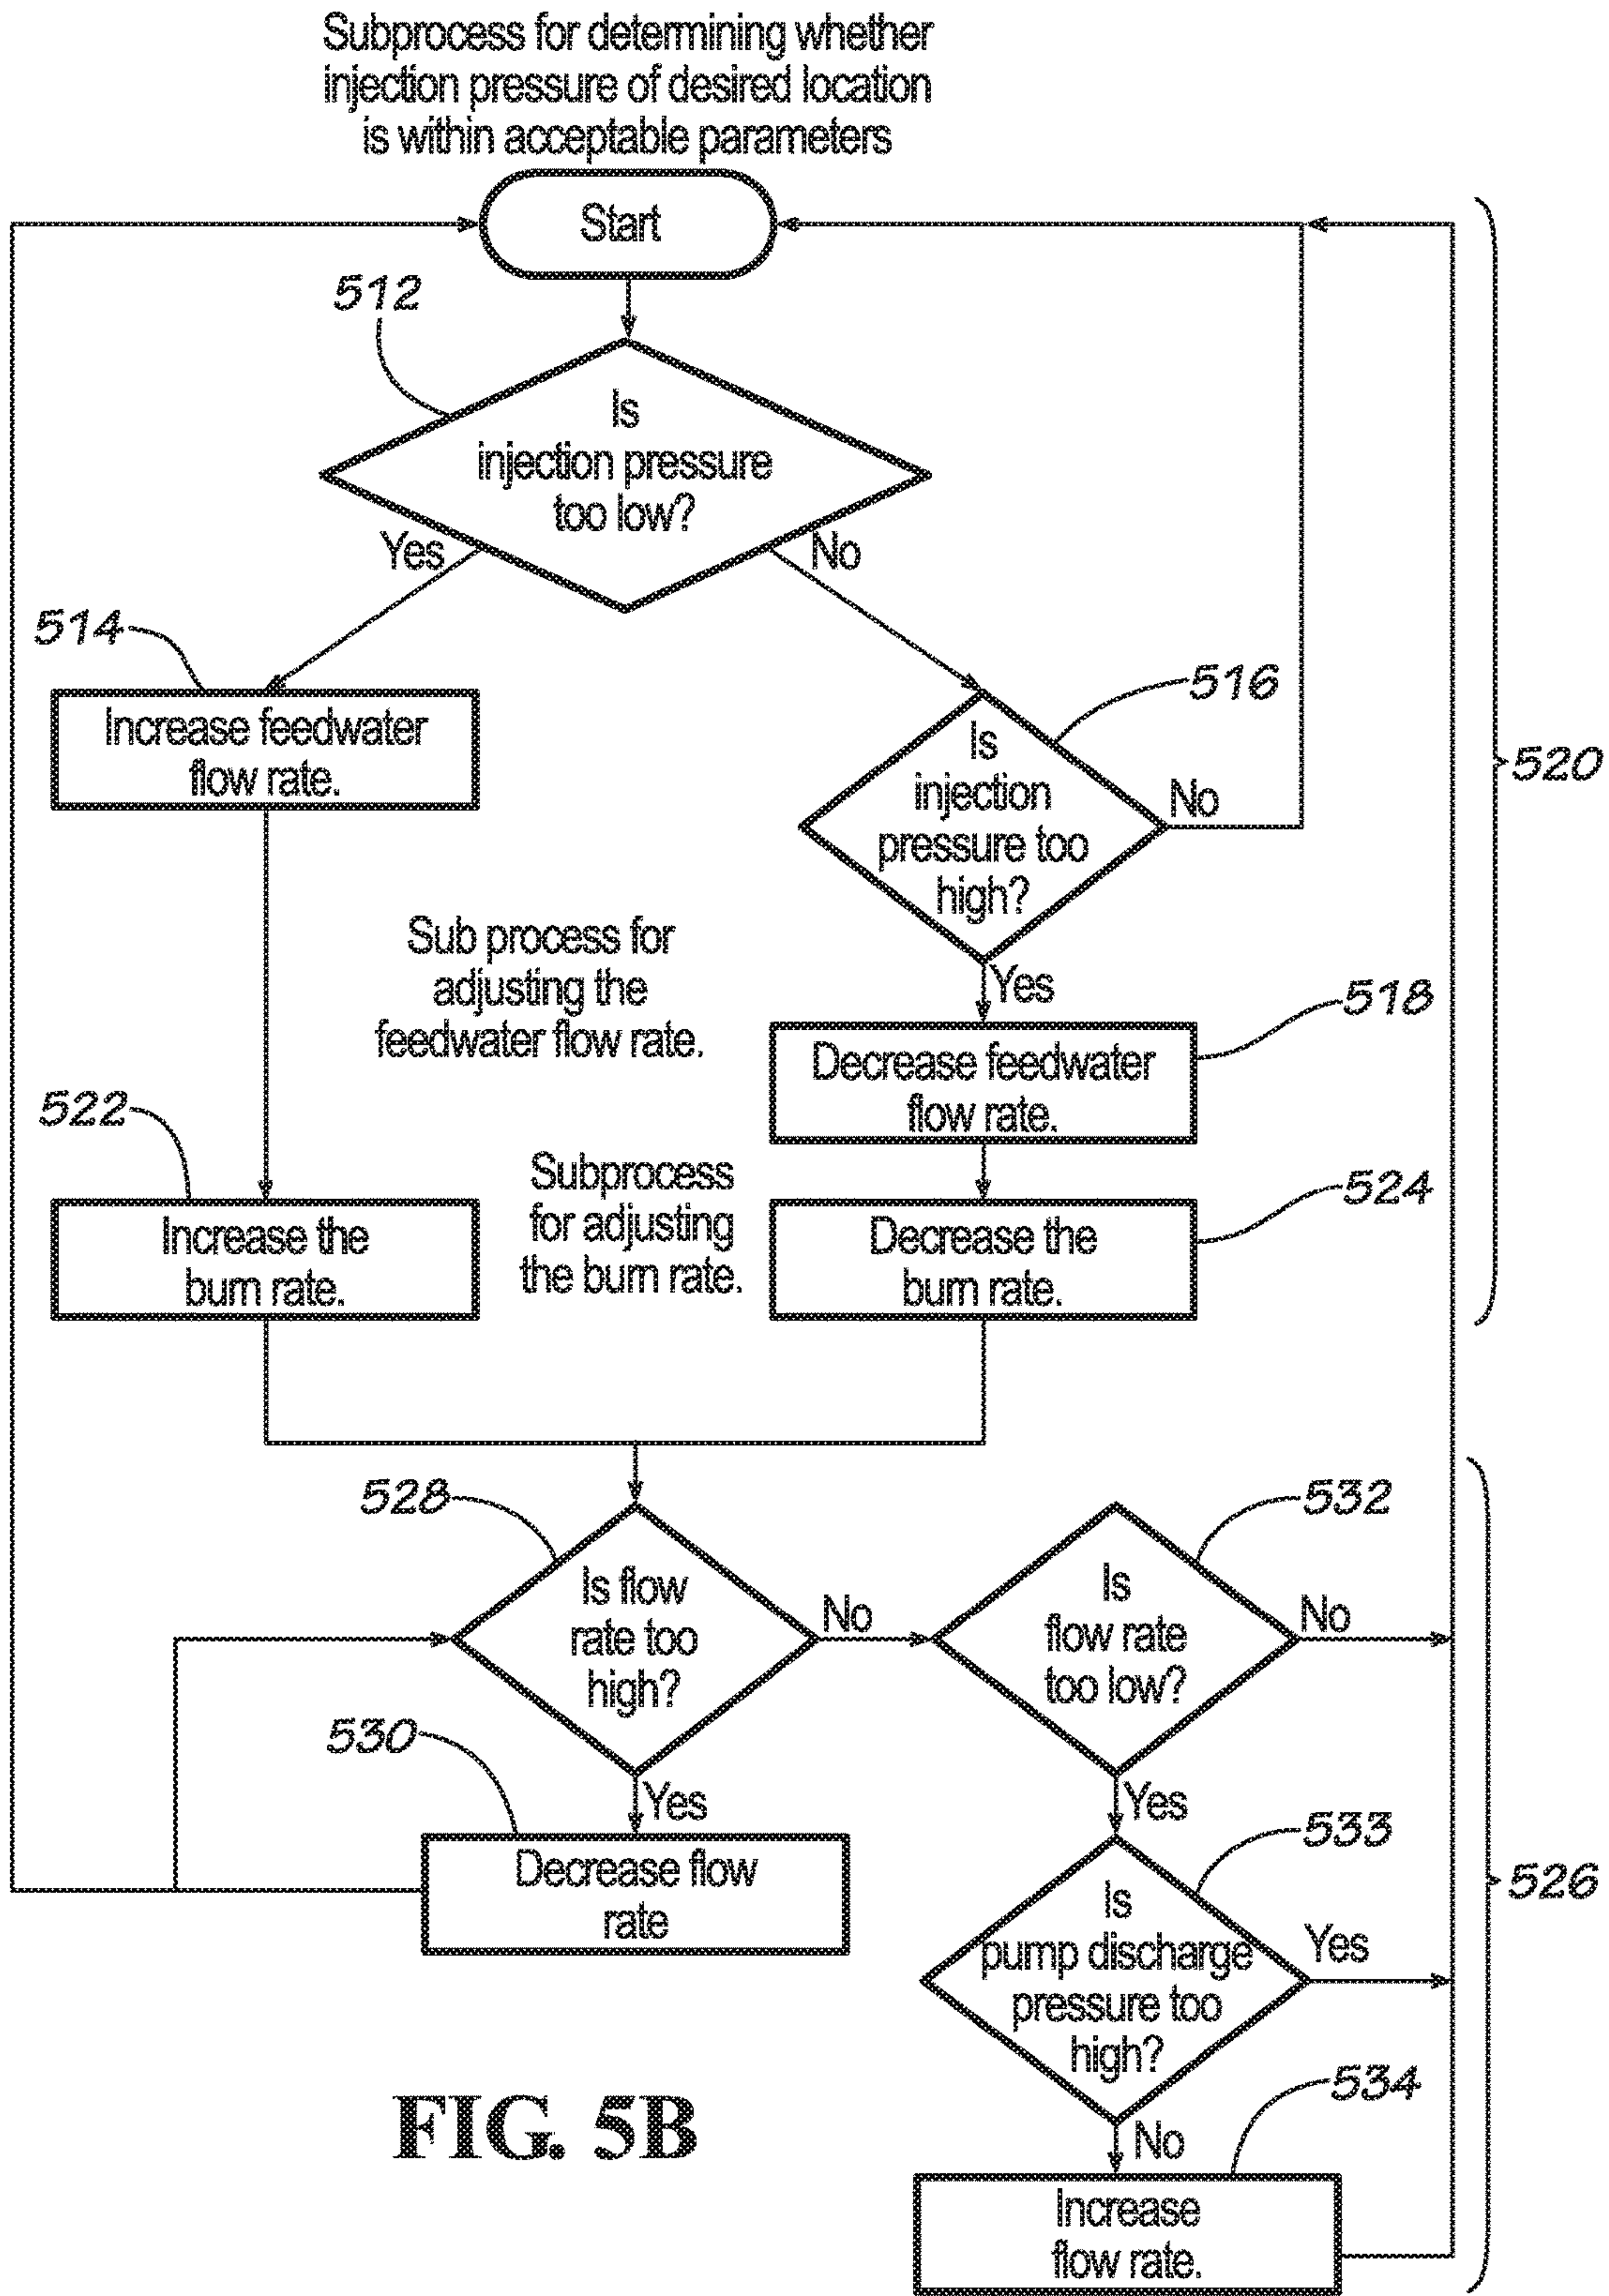 Subprocess for determining whether
injection pressure of desired location
is within acceptable parameters
Start
512
Is
injection pressure
too low?
Yes
No
514
Increase feedwater
flow rate.
516
Is
injection
pressure too
high?
No
520
Sub process for
adjusting the
feedwater flow rate.
Yes
518
Decrease feedwater
flow rate.
522
Increase the
burn rate.
Subprocess
for adjusting
the burn rate.
524
Decrease the
burn rate.
528
Is flow
rate too
high?
No
532
Is
flow rate
too low?
No
530
Yes
Decrease flow
rate
Yes
533
Is
pump discharge
pressure too
high?
Yes
526
No
534
Increase
flow rate.
FIG. 5B